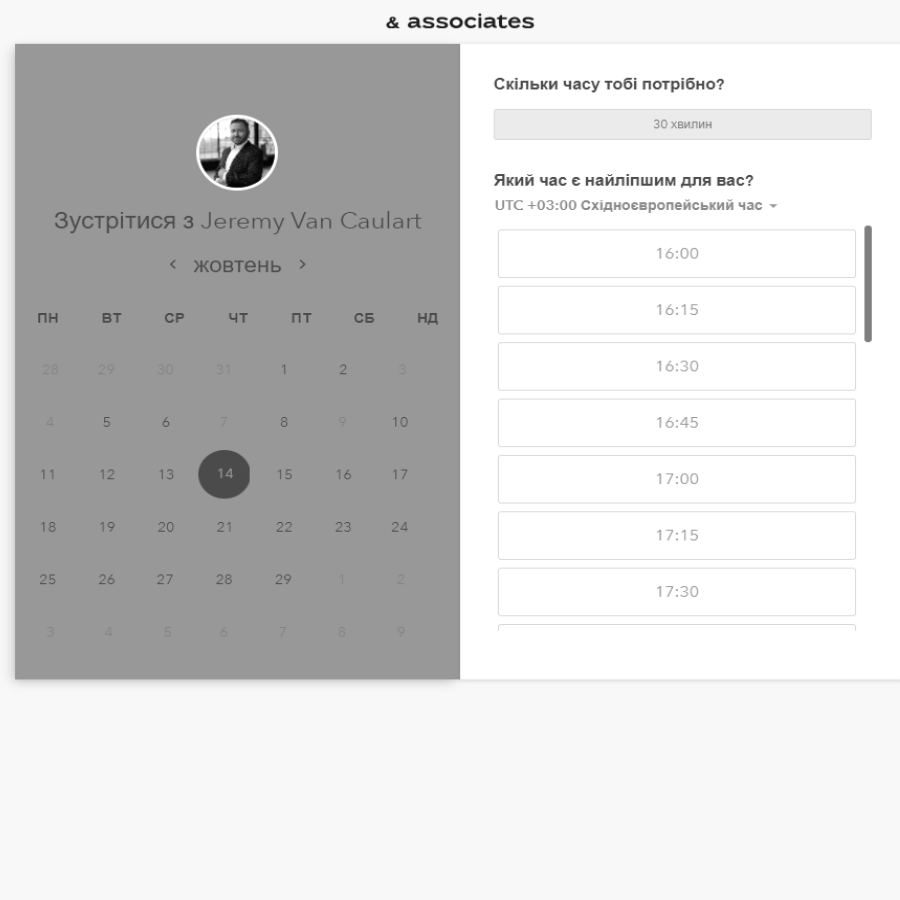 & associates
Зустрітися з Jeremy Van Caulart
жовтень
ПН ВТ СР ЧТ ПТ СБ НД
28 29 30 31 1 2 3
4 5 6 7 8 9 10
11 12 13 14 15 16 17
18 19 20 21 22 23 24
25 26 27 28 29 1 2
3 4 5 6 7 8 9
Скільки часу тобі потрібно?
30 хвилин
Який час є найліпшим для вас?
UTC +03:00 Східноєвропейський час
16:00
16:15
16:30
16:45
17:00
17:15
17:30